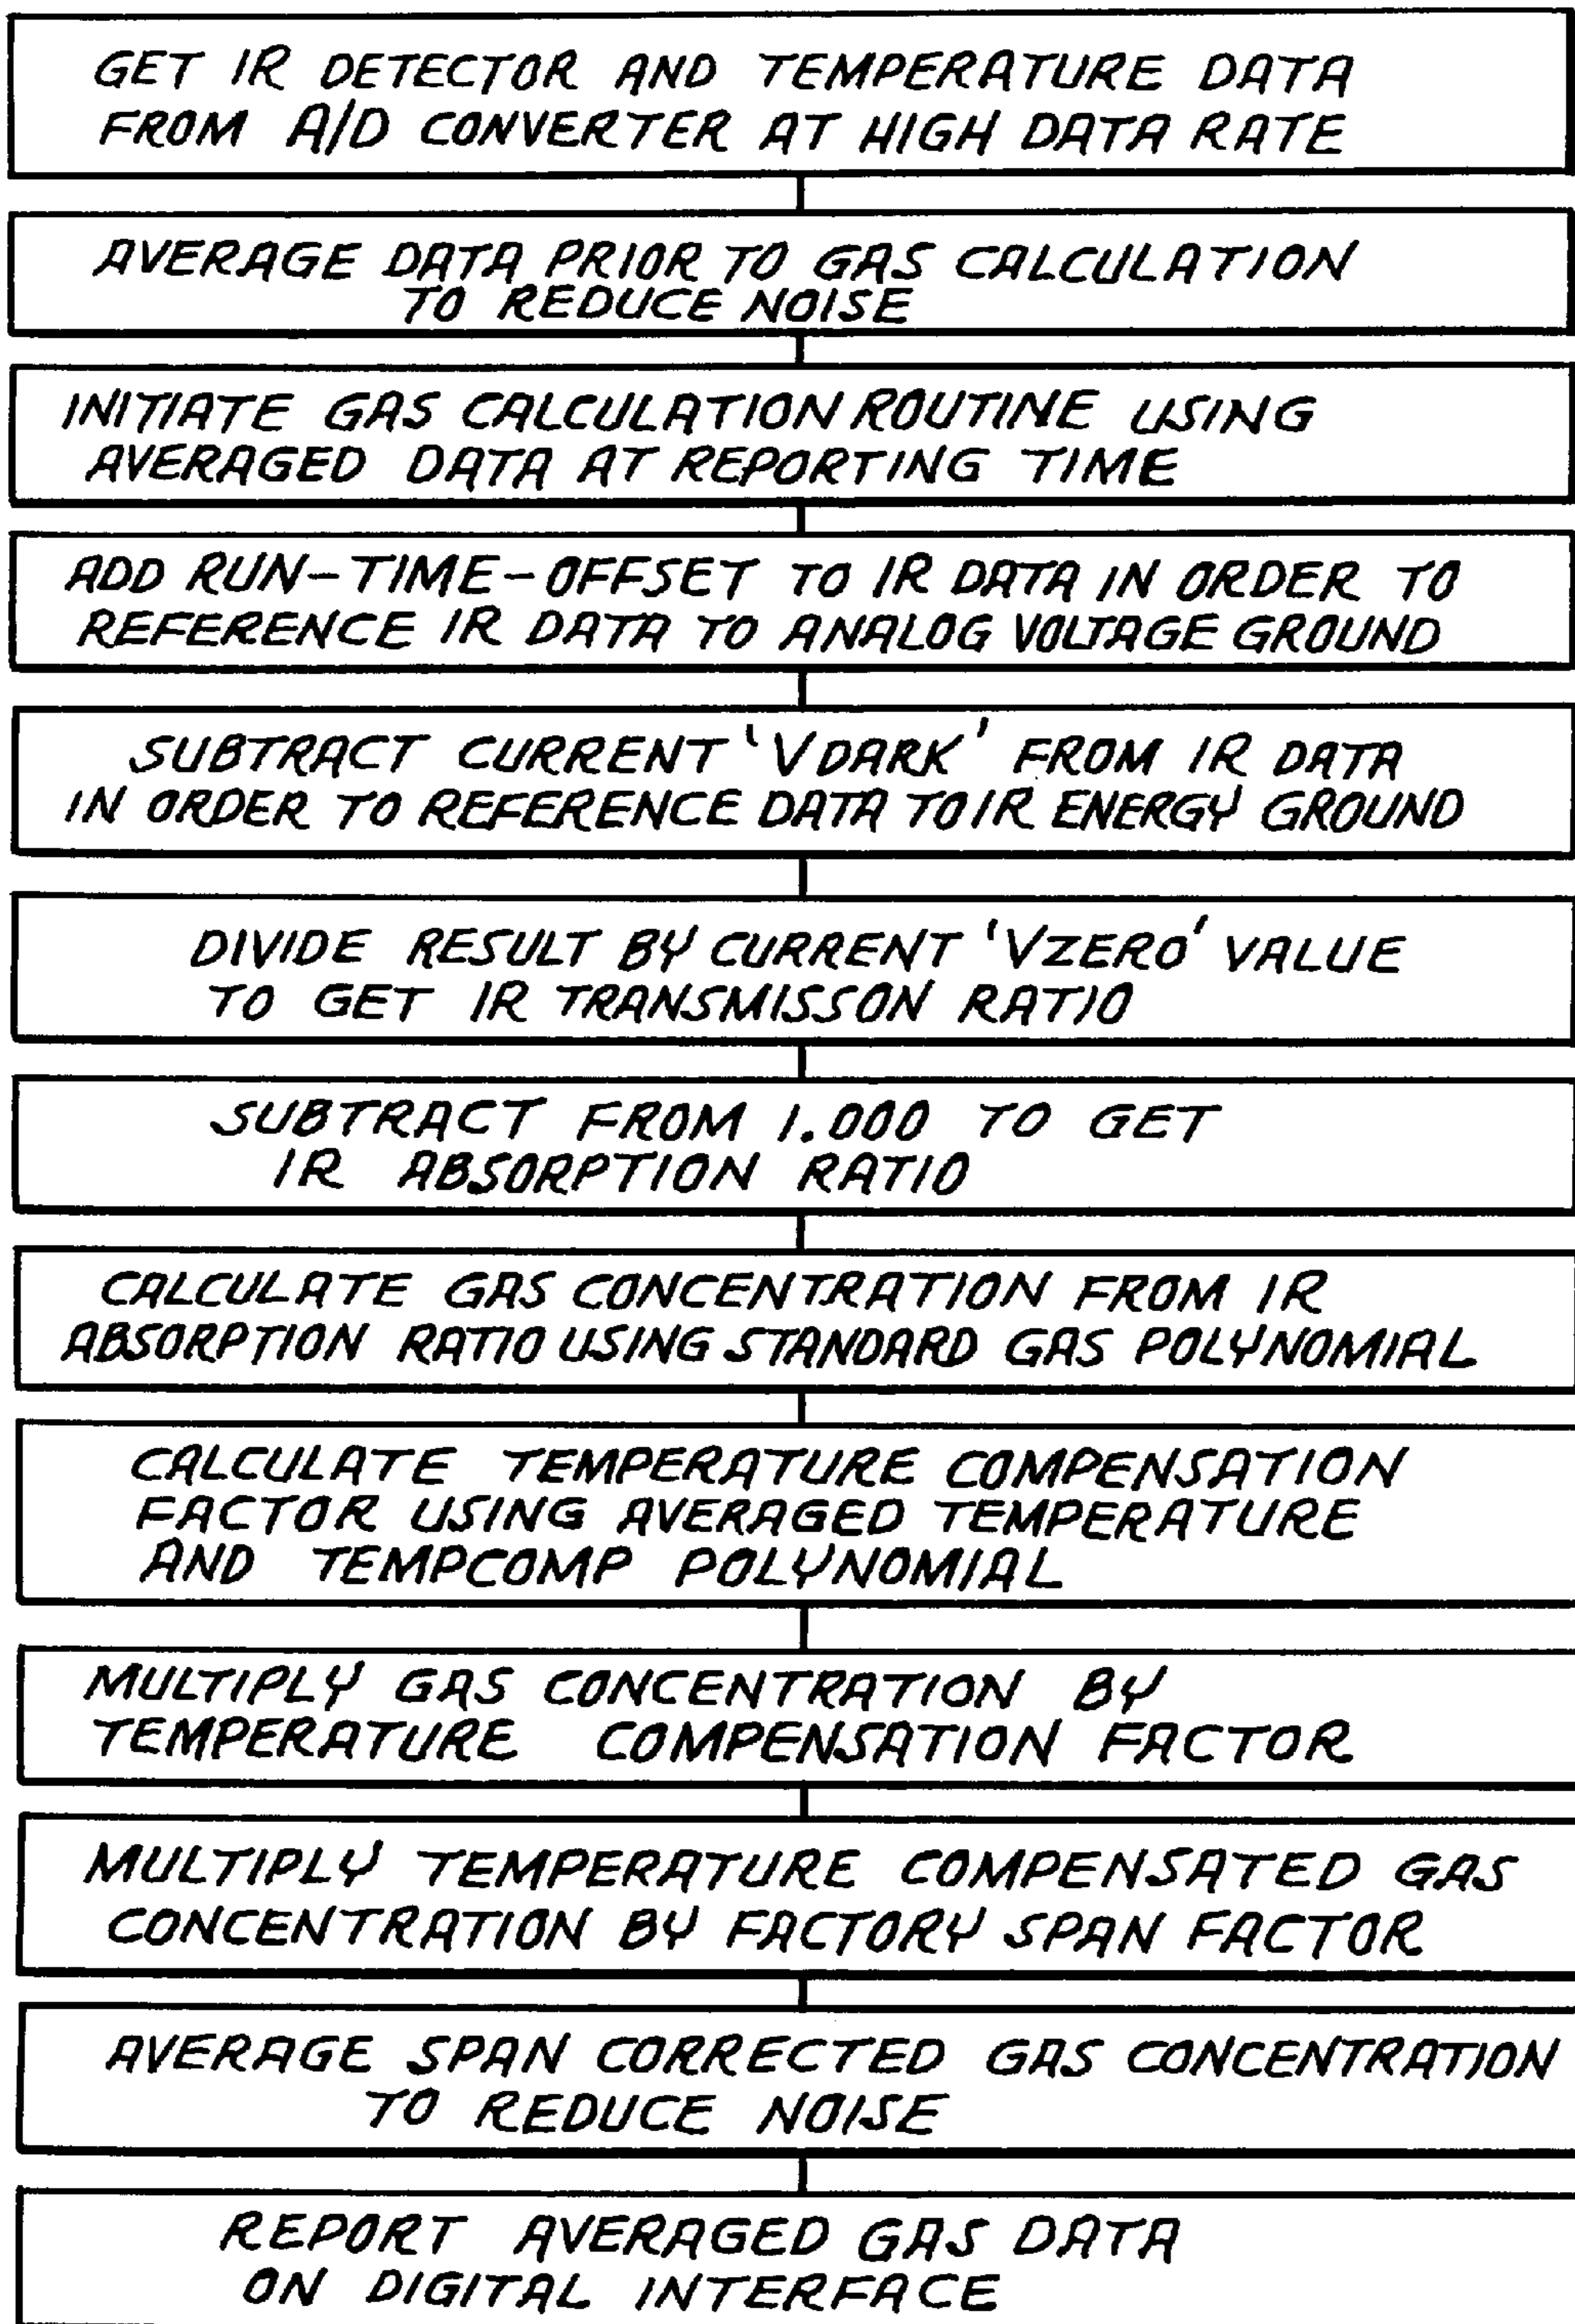 GET IR DETECTOR AND TEMPERATURE DATA
FROM A/D CONVERTER AT HIGH DATA RATE
AVERAGE DATA PRIOR TO GAS CALCULATION
TO REDUCE NOISE
INITIATE GAS CALCULATION ROUTINE USING
AVERAGED DATA AT REPORTING TIME
ADD RUN-TIME-OFFSET TO IR DATA IN ORDER TO
REFERENCE IR DATA TO ANALOG VOLTAGE GROUND
SUBTRACT CURRENT 'VDARK' FROM IR DATA
IN ORDER TO REFERENCE DATA TO IR ENERGY GROUND
DIVIDE RESULT BY CURRENT 'VZERO' VALUE
TO GET IR TRANSMISSON RATIO
SUBTRACT FROM 1.000 TO GET
IR ABSORPTION RATIO
CALCULATE GAS CONCENTRATION FROM IR
ABSORPTION RATIO USING STANDARD GAS POLYNOMIAL
CALCULATE TEMPERATURE COMPENSATION
FACTOR USING AVERAGED TEMPERATURE
AND TEMPCOMP POLYNOMIAL
MULTIPLY GAS CONCENTRATION BY
TEMPERATURE COMPENSATION FACTOR
MULTIPLY TEMPERATURE COMPENSATED GAS
CONCENTRATION BY FACTORY SPAN FACTOR
AVERAGE SPAN CORRECTED GAS CONCENTRATION
TO REDUCE NOISE
REPORT AVERAGED GAS DATA
ON DIGITAL INTERFACE